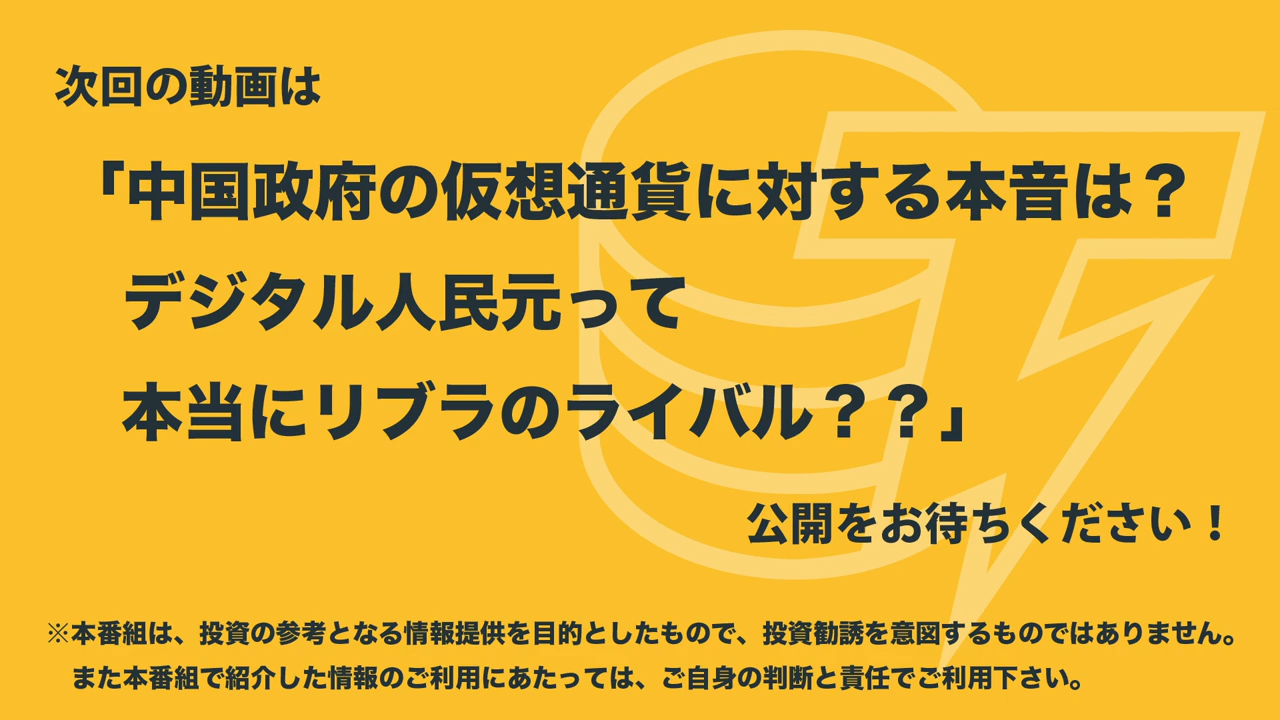 次回の動画は
「中国政府の仮想通貨に対する本音は？
デジタル人民元って
本当にリブラのライバル？？」
公開をお待ちください！
※本番組は、投資の参考となる情報提供を目的としたもので、投資勧誘を意図するものではありません。
また本番組で紹介した情報のご利用にあたっては、ご自身の判断と責任でご利用下さい。